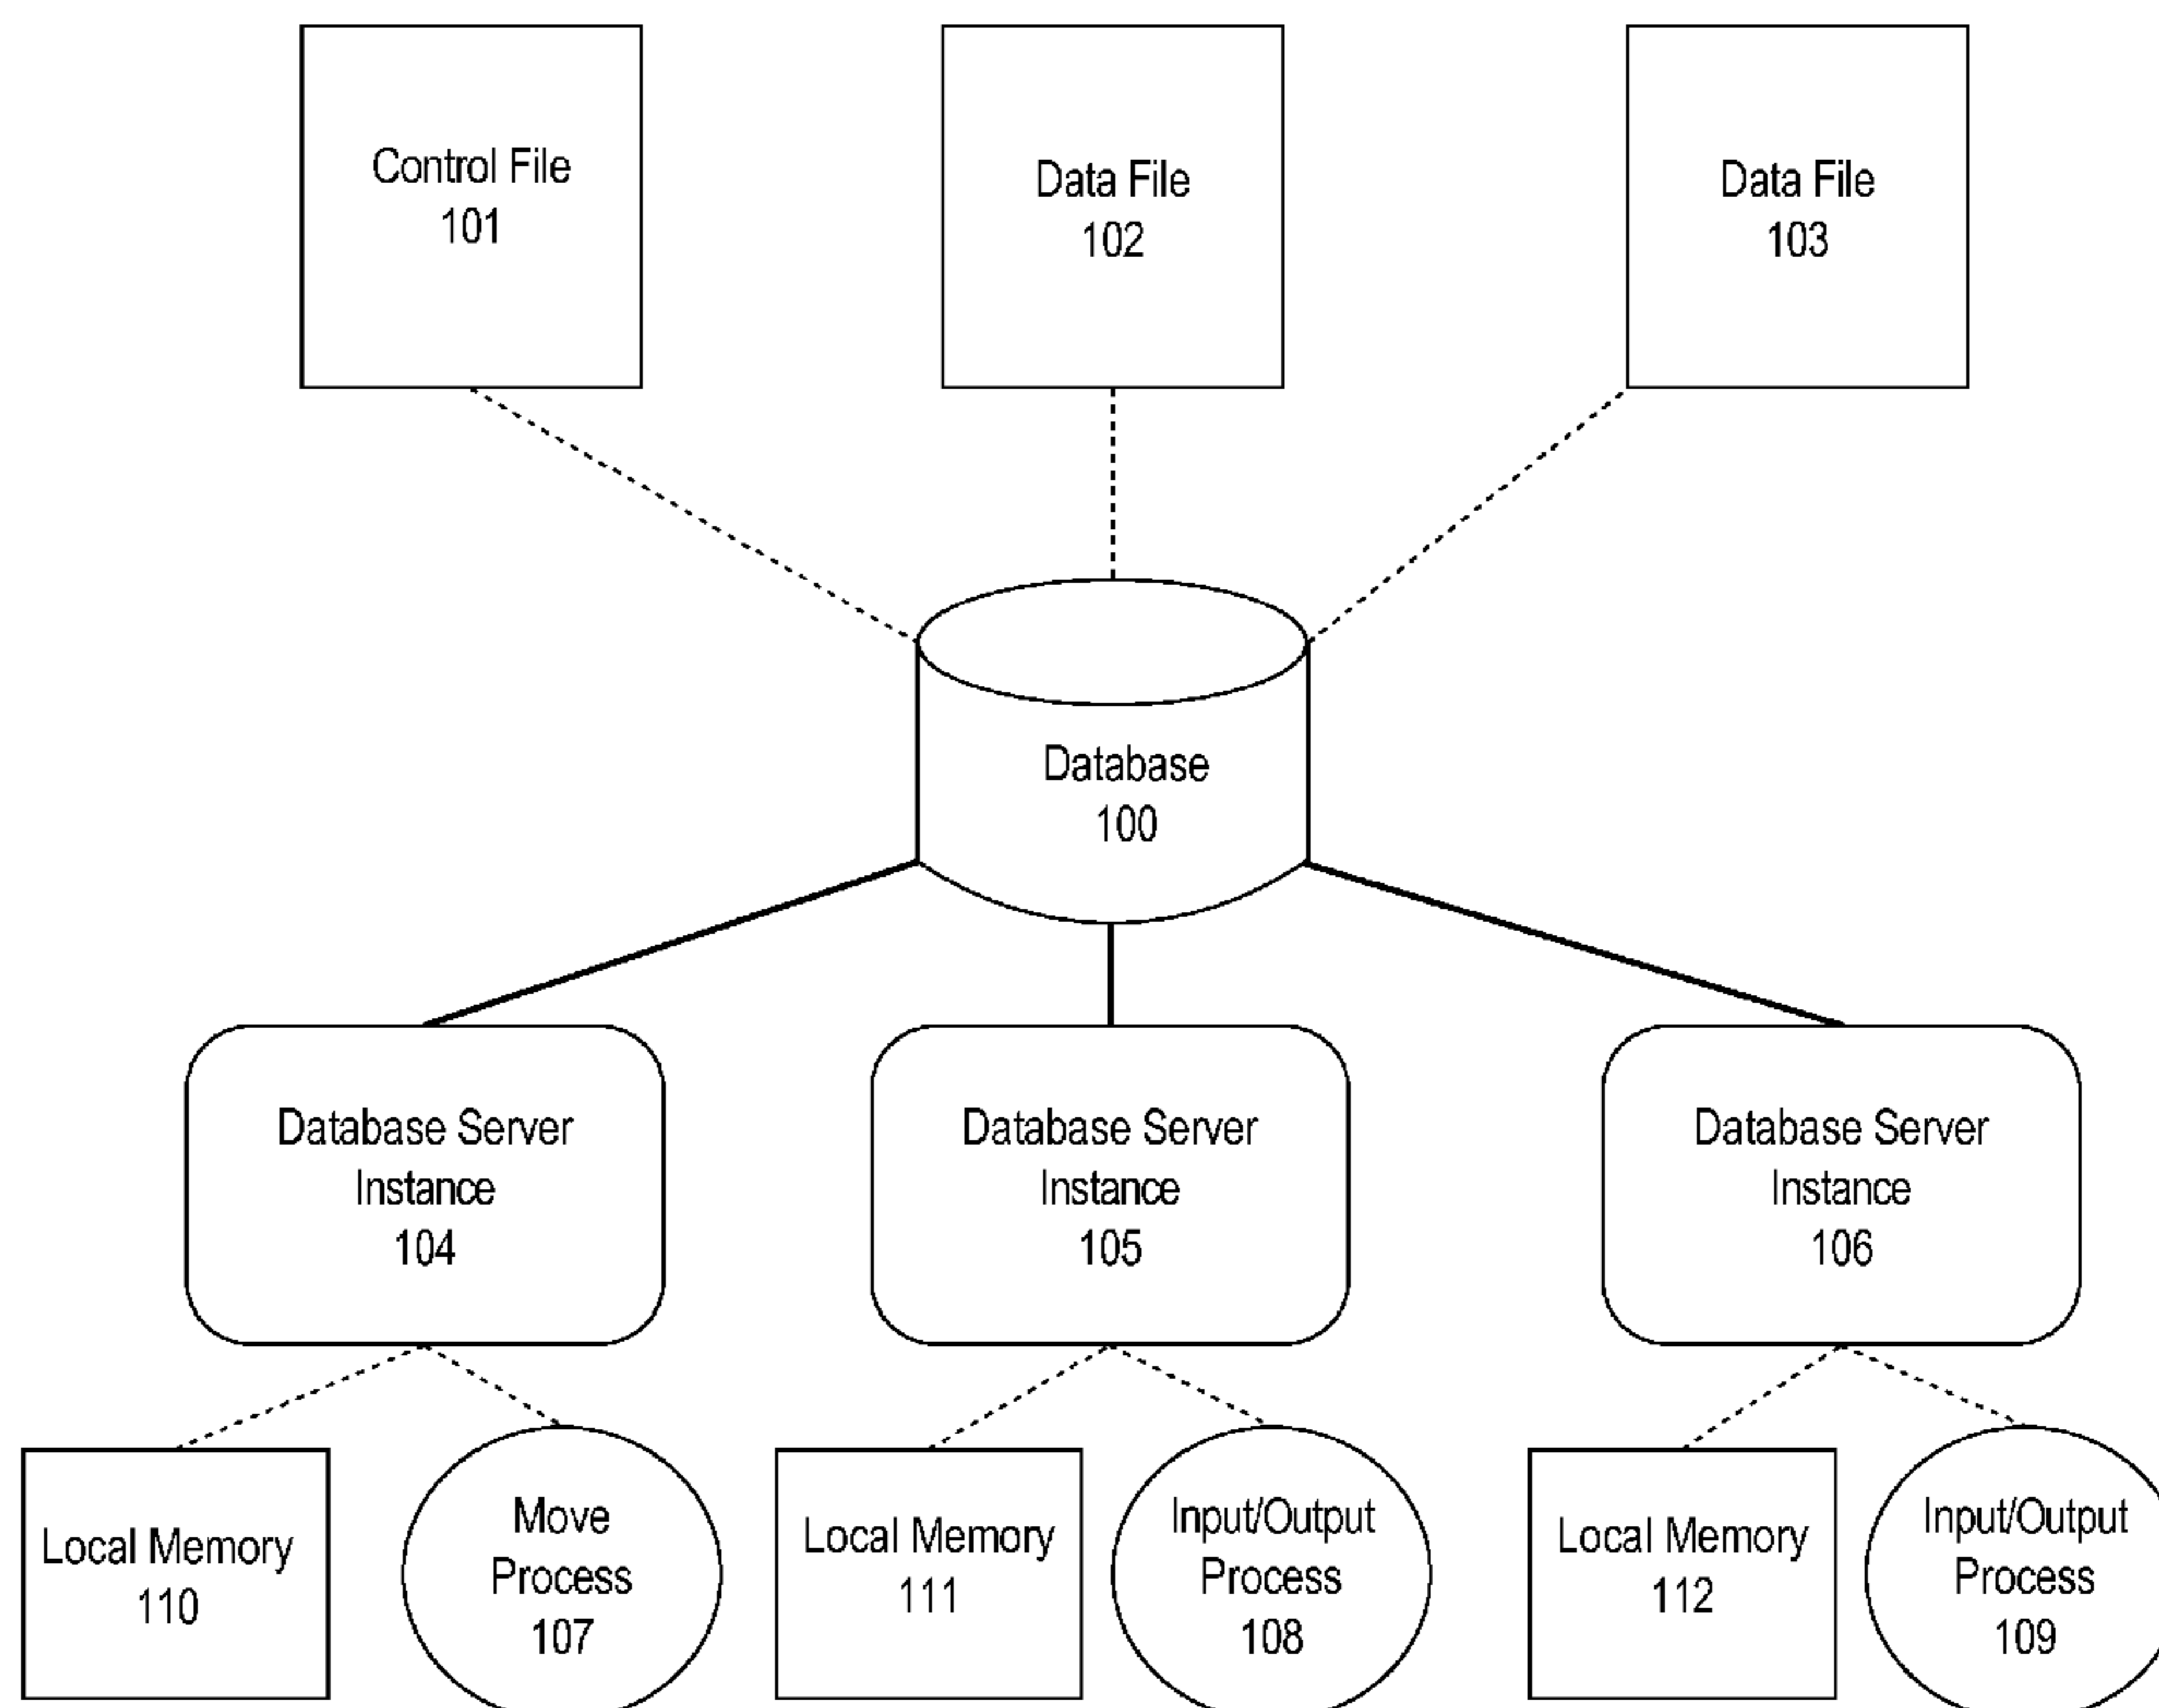 Control File
101
Data File
102
Data File
103
Database
100
Database Server
Instance
104
Database Server
Instance
105
Database Server
Instance
106
Local Memory
110
Move
Process
107
Local Memory
111
Input/Output
Process
108
Local Memory
112
Input/Output
Process
109